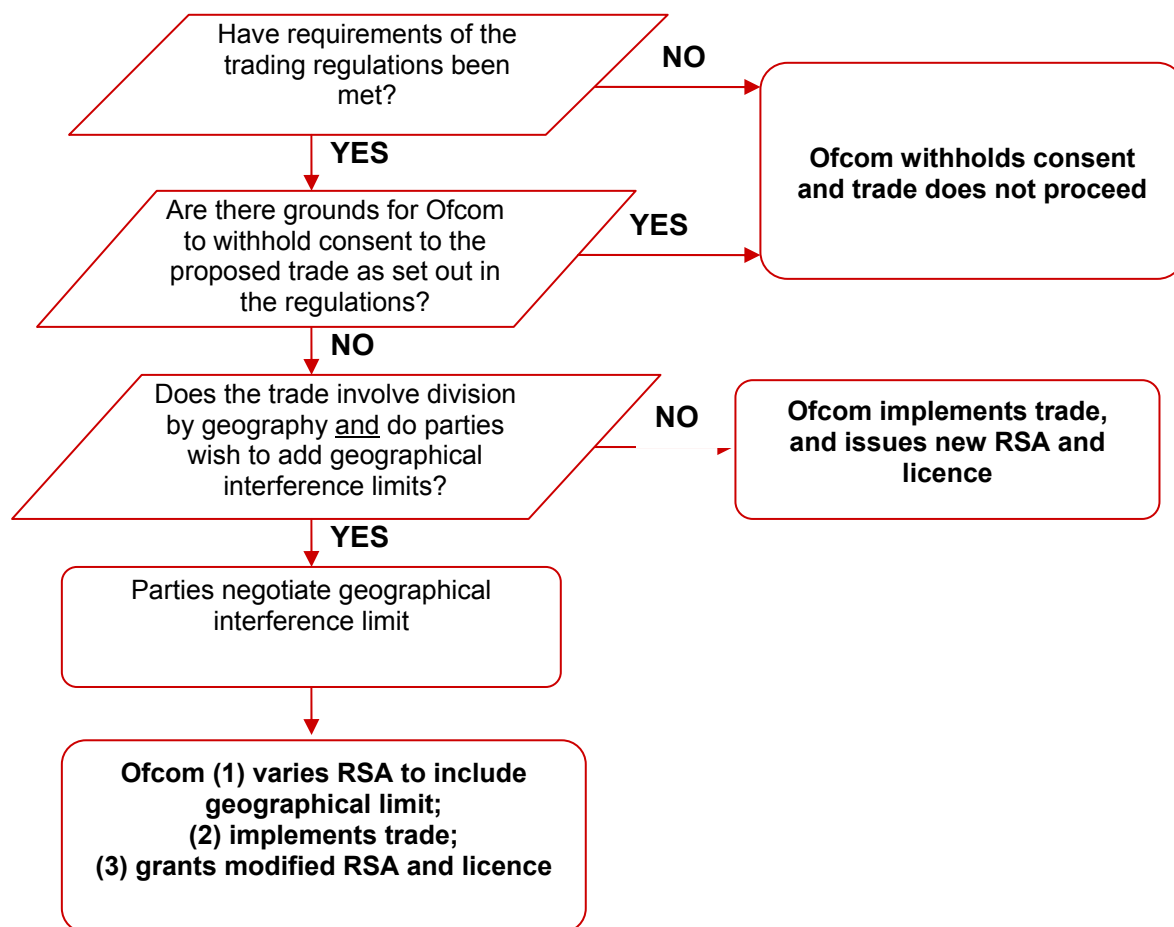 Have requirements of the
trading regulations been
met?
NO
Ofcom withholds consent
and trade does not proceed
YES
Are there grounds for Ofcom
to withhold consent to the
proposed trade as set out in
the regulations?
YES
NO
Does the trade involve division
by geography and do parties
wish to add geographical
interference limits?
NO
Ofcom implements trade,
and issues new RSA and
licence
YES
Parties negotiate geographical
interference limit
Ofcom (1) varies RSA to include
geographical limit;
(2) implements trade;
(3) grants modified RSA and licence